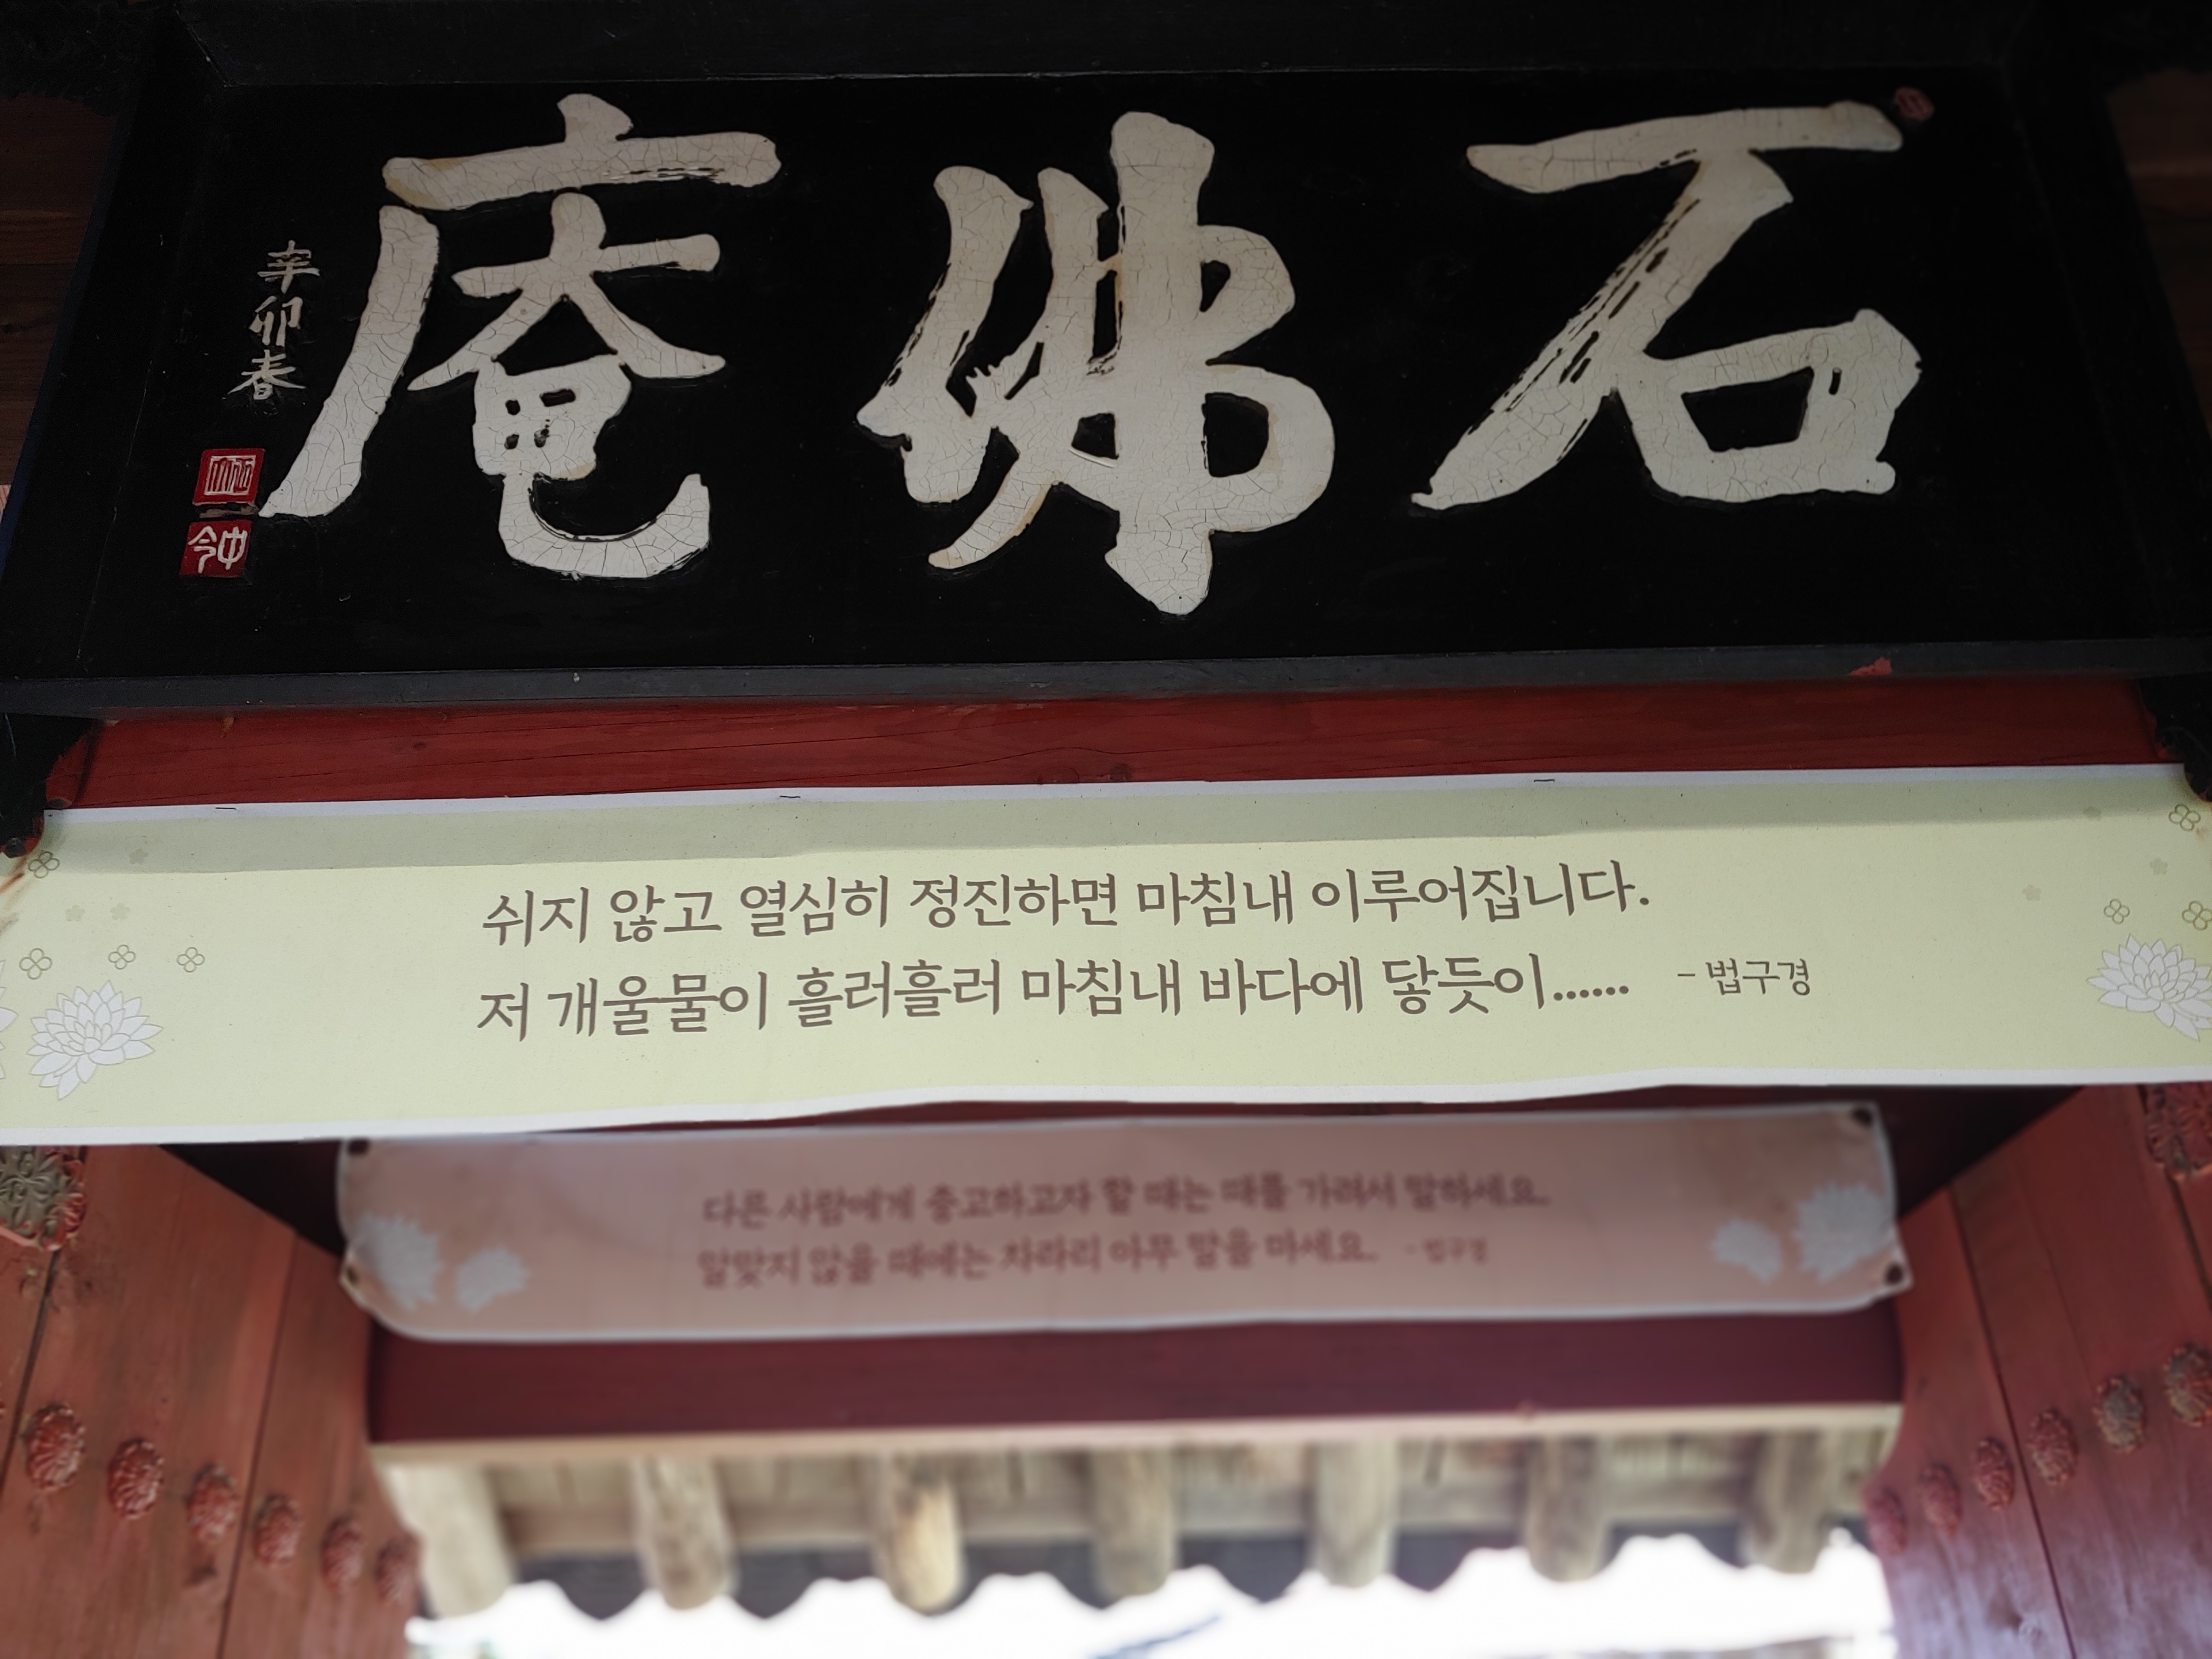 石佛庵
辛卯春
쉬지 않고 열심히 정진하면 마침내 이루어집니다.
저 개울물이 흘러흘러 마침내 바다에 닿듯이...... - 법구경
다른 사람에게 충고하고자 할 때는 때를 가려서 말하세요.
알맞지 않을 때에는 차라리 아무 말을 마세요. - 법구경